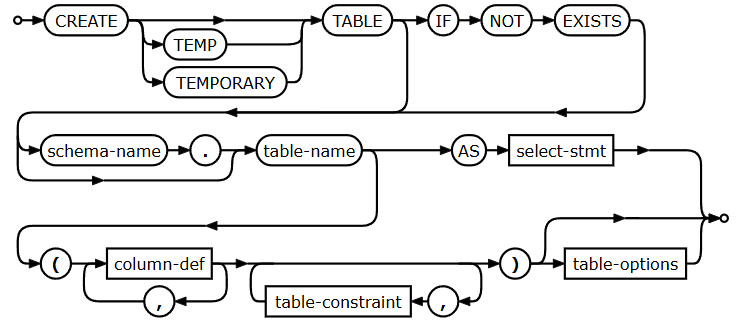 CREATE TEMP TEMPORARY TABLE IF NOT EXISTS
schema-name . table-name AS select-stmt
( column-def , table-constraint , ) table-options